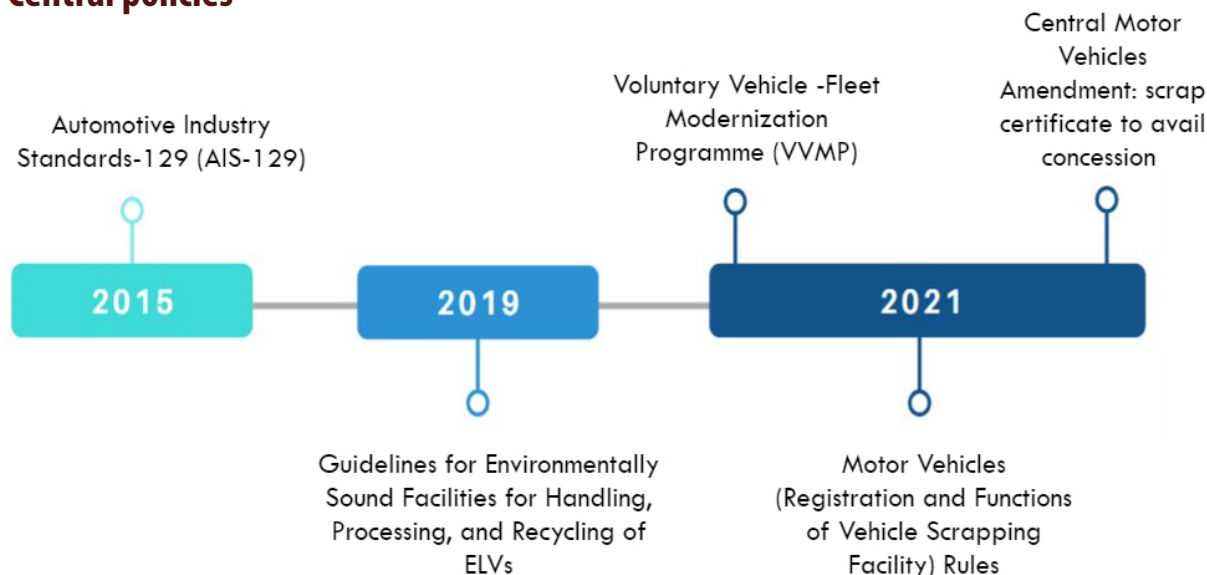 Central policies
Central Motor
Vehicles
Amendment: scrap
certificate to avail
concession
Voluntary Vehicle -Fleet
Modernization
Programme (VVMP)
Automotive Industry
Standards-129 (AIS-129)
2015
2019
2021
Guidelines for Environmentally
Sound Facilities for Handling,
Processing, and Recycling of
ELVs
Motor Vehicles
(Registration and Functions
of Vehicle Scrapping
Facility) Rules